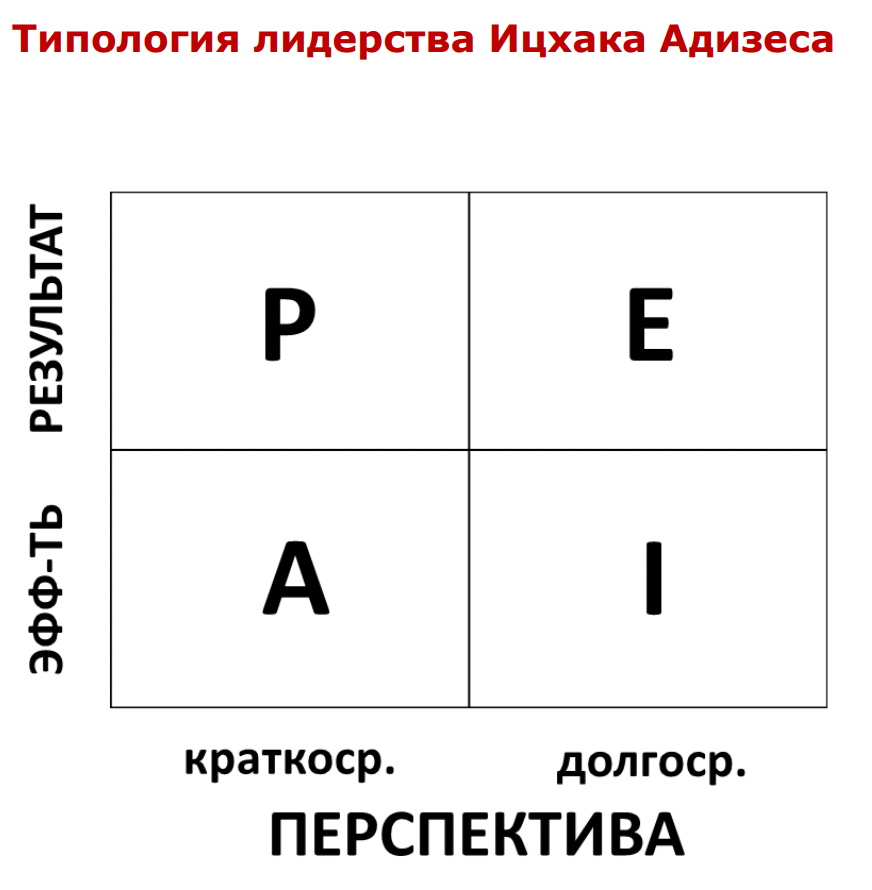 Типология лидерства Ицхака Адизеса
РЕЗУЛЬТАТ
P
E
ЭФФ-ТЬ
A
I
краткоср.
долгоср.
ПЕРСПЕКТИВА